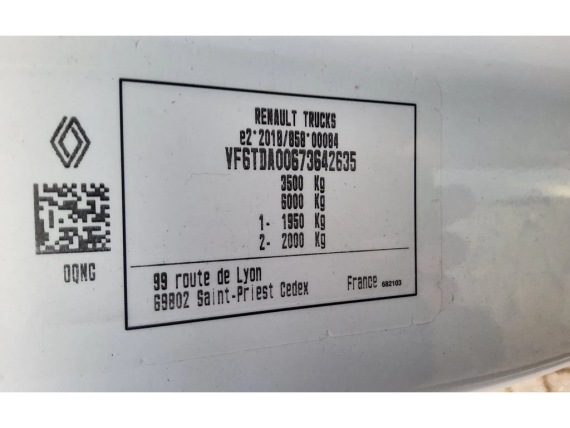 RENAULT TRUCKS
e2*2018/858*00084
VF6TDA00673642635
3500 Kg
6000 Kg
1- 1950 Kg
2- 2000 Kg
OQNG
99 route de Lyon
69802 Saint-Priest Cedex
France 682103